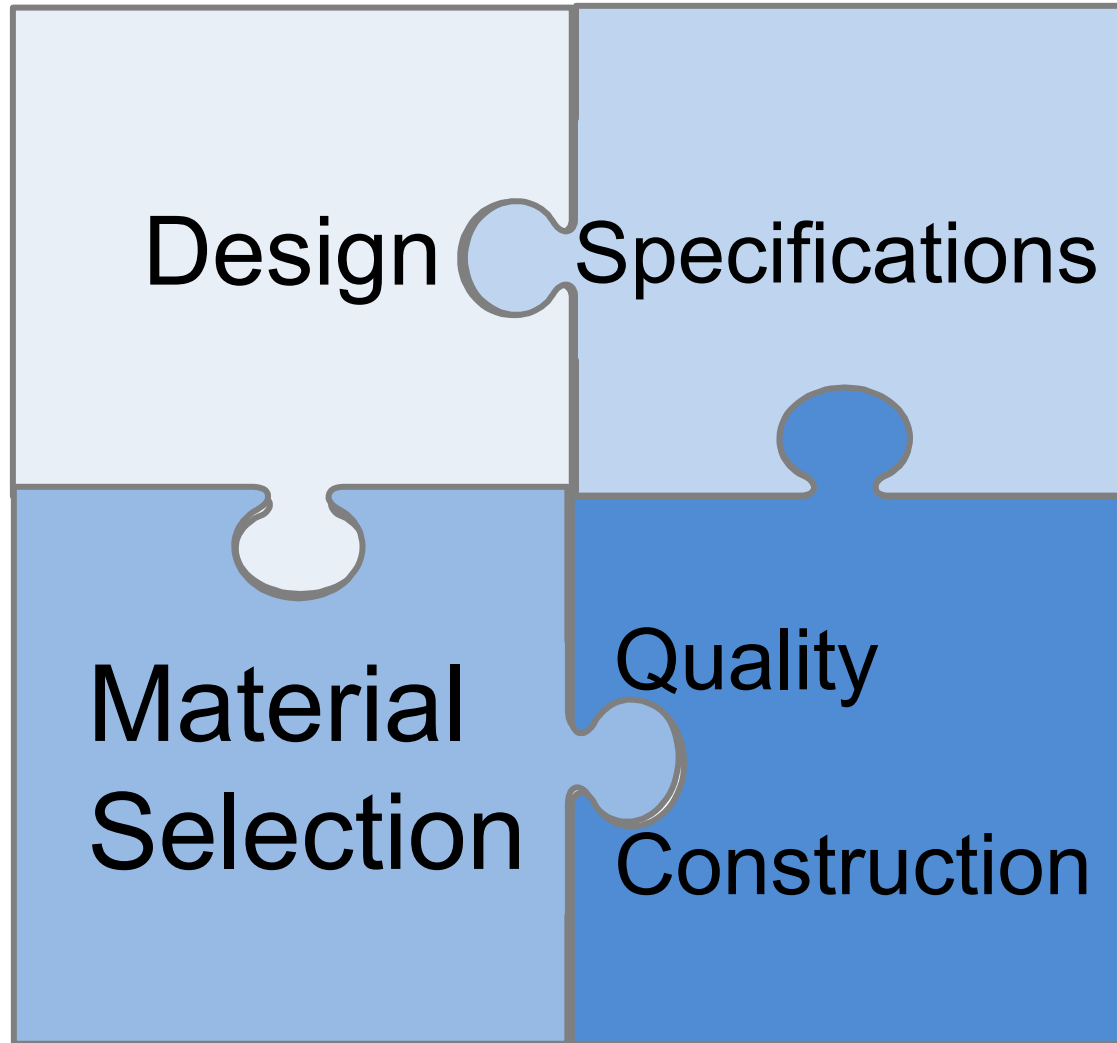 Design
Specifications
Material
Selection
Quality
Construction